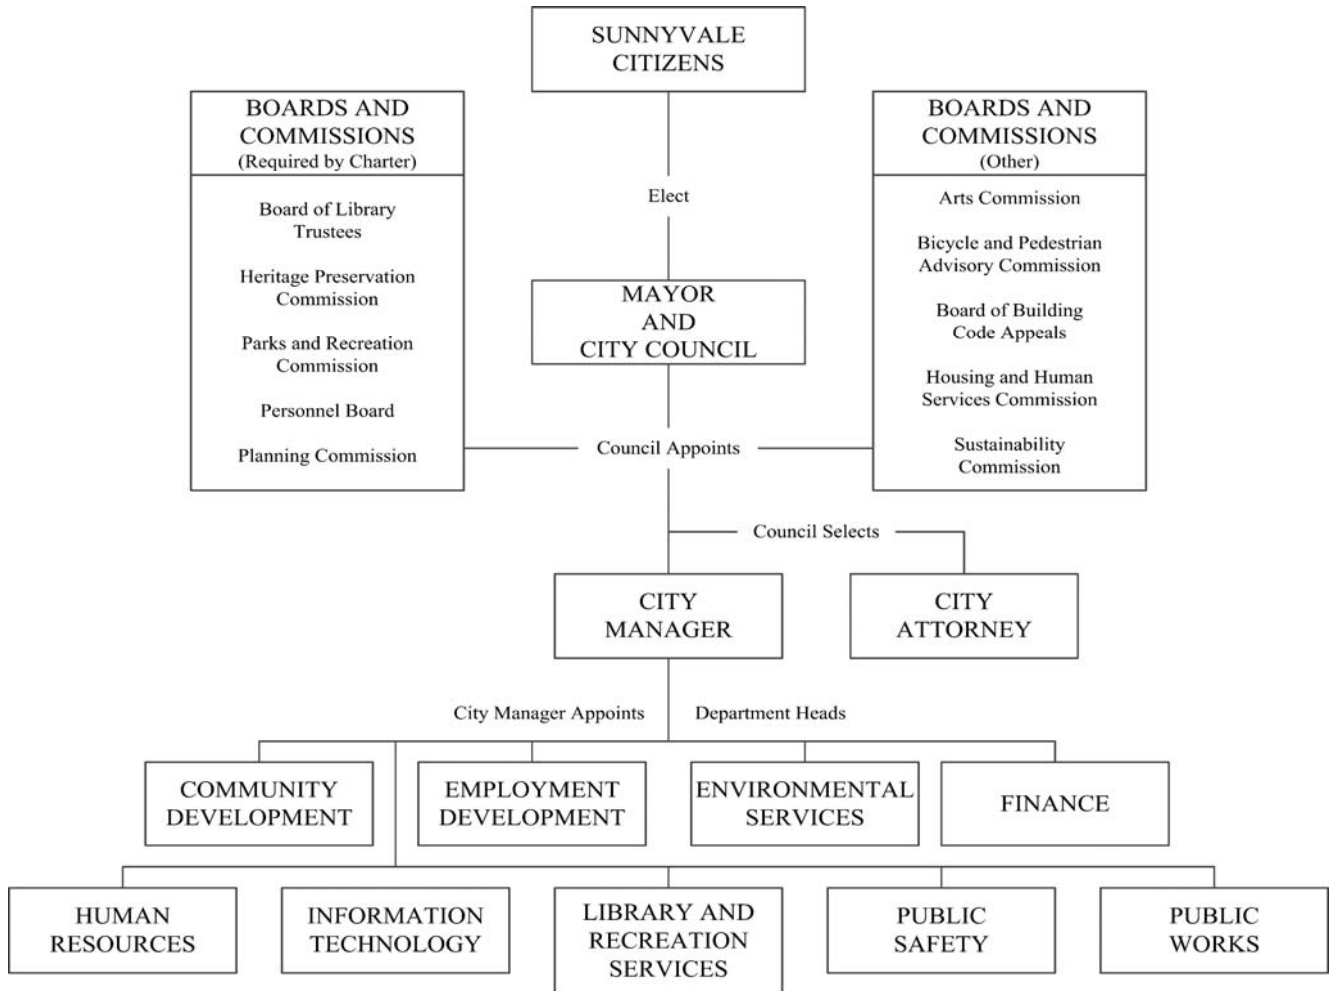 SUNNYVALE
CITIZENS
BOARDS AND
COMMISSIONS
(Required by Charter)
Board of Library
Trustees
Heritage Preservation
Commission
Parks and Recreation
Commission
Personnel Board
Planning Commission
Elect
MAYOR
AND
CITY COUNCIL
Council Appoints
BOARDS AND
COMMISSIONS
(Other)
Arts Commission
Bicycle and Pedestrian
Advisory Commission
Board of Building
Code Appeals
Housing and Human
Services Commission
Sustainability
Commission
Council Selects
CITY
MANAGER
CITY
ATTORNEY
City Manager Appoints
Department Heads
COMMUNITY
DEVELOPMENT
EMPLOYMENT
DEVELOPMENT
ENVIRONMENTAL
SERVICES
FINANCE
HUMAN
RESOURCES
INFORMATION
TECHNOLOGY
LIBRARY AND
RECREATION
SERVICES
PUBLIC
SAFETY
PUBLIC
WORKS